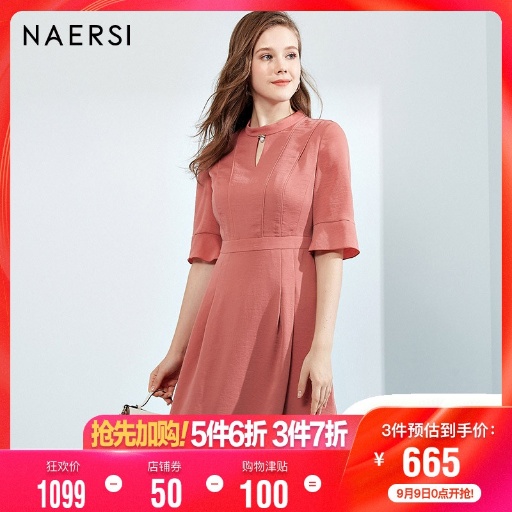 NAERSI
抢先加购! 5件6折 3件7折
3件预估到手价:
¥ 665
9月9日0点开抢!
狂欢价 店铺券 购物津贴
1099 - 50 - 100 =